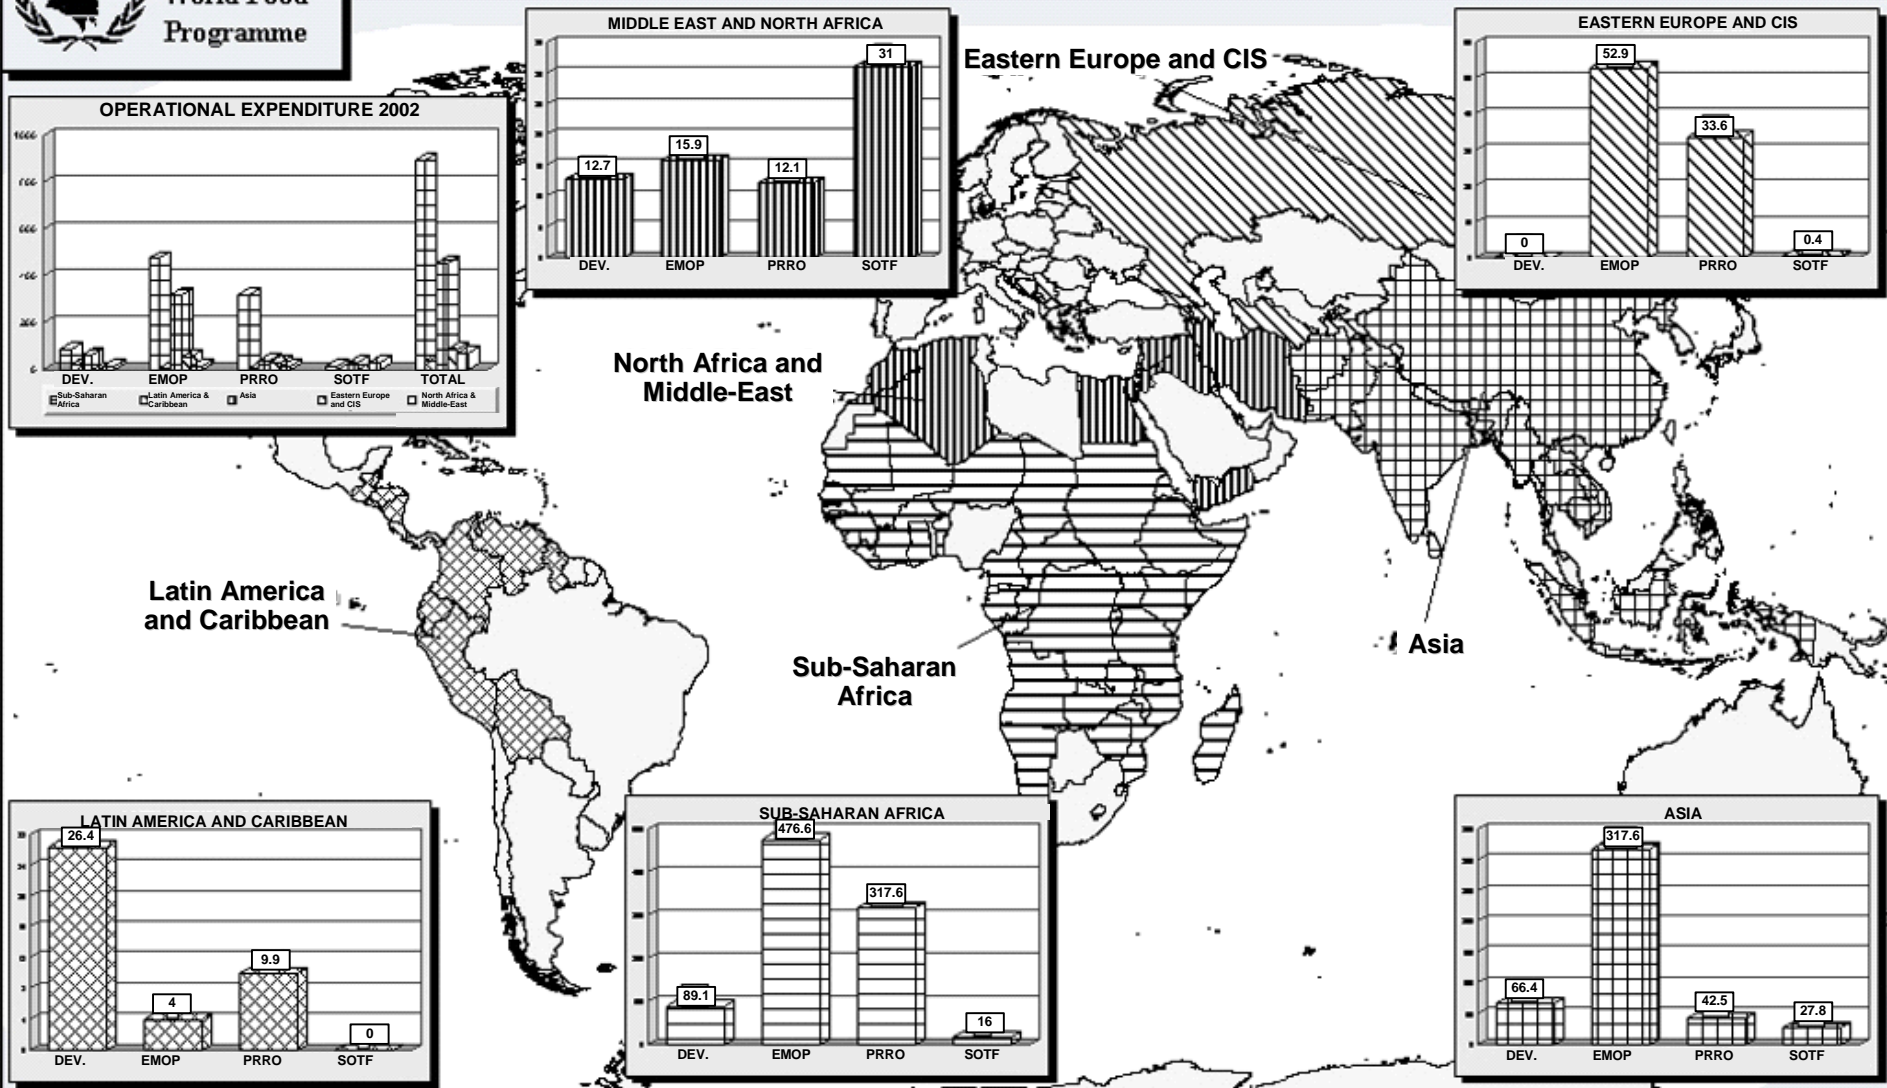 World Food
Programme
OPERATIONAL EXPENDITURE 2002
DEV.
EMOP
PRRO
SOTF
TOTAL
Sub-Saharan
Africa
Latin America &
Caribbean
Asia
Eastern Europe
and CIS
North Africa &
Middle-East
MIDDLE EAST AND NORTH AFRICA
12.7
15.9
12.1
31
DEV.
EMOP
PRRO
SOTF
Eastern Europe and CIS
EASTERN EUROPE AND CIS
0
52.9
33.6
0.4
DEV.
EMOP
PRRO
SOTF
North Africa and
Middle-East
Latin America
and Caribbean
Sub-Saharan
Africa
Asia
LATIN AMERICA AND CARIBBEAN
26.4
4
9.9
0
DEV.
EMOP
PRRO
SOTF
SUB-SAHARAN AFRICA
89.1
476.6
317.6
16
DEV.
EMOP
PRRO
SOTF
ASIA
66.4
317.6
42.5
27.8
DEV.
EMOP
PRRO
SOTF